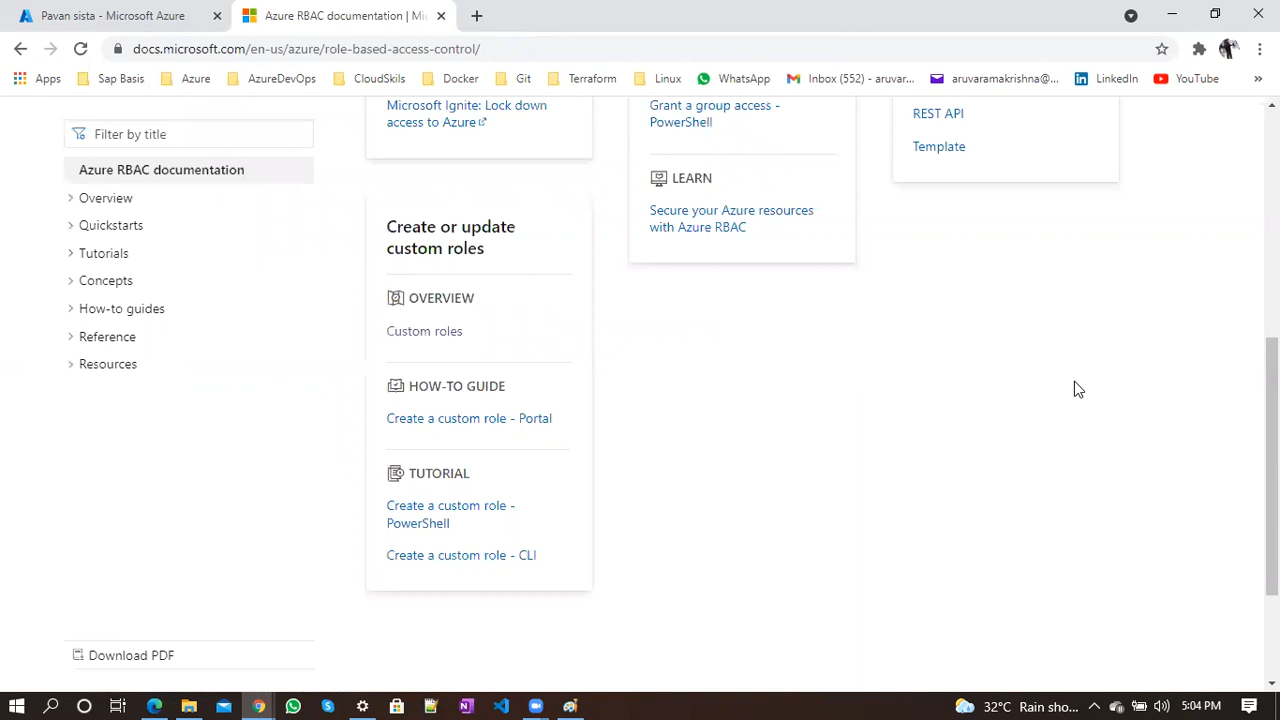 Pavan sista - Microsoft Azure
Azure RBAC documentation | Mi
docs.microsoft.com/en-us/azure/role-based-access-control/
Apps
Sap Basis
Azure
AzureDevOps
CloudSkils
Docker
Git
Terraform
Linux
WhatsApp
Inbox (552) - aruvar...
aruvaramakrishna@...
LinkedIn
YouTube
»
Filter by title
Azure RBAC documentation
Overview
Quickstarts
Tutorials
Concepts
How-to guides
Reference
Resources
Download PDF
Microsoft Ignite: Lock down
access to Azure
Create or update
custom roles
OVERVIEW
Custom roles
HOW-TO GUIDE
Create a custom role - Portal
TUTORIAL
Create a custom role -
PowerShell
Create a custom role - CLI
Grant a group access -
PowerShell
LEARN
Secure your Azure resources
with Azure RBAC
REST API
Template
32°C Rain sho...
5:04 PM